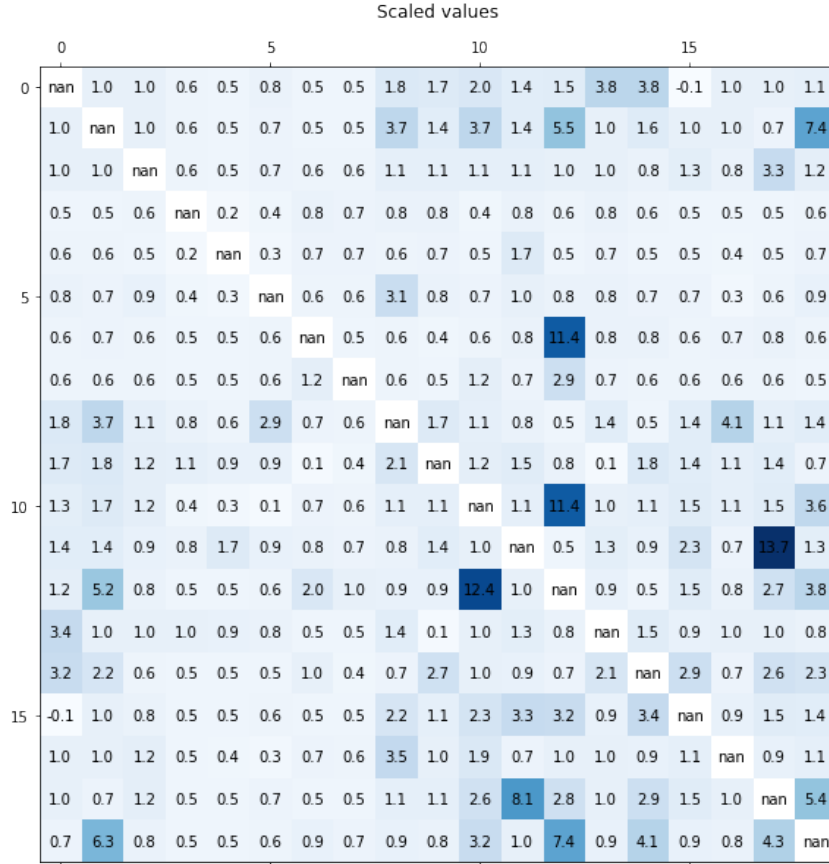 Scaled values
0 5 10 15
0 nan 1.0 1.0 0.6 0.5 0.8 0.5 0.5 1.8 1.7 2.0 1.4 1.5 3.8 3.8 -0.1 1.0 1.0 1.1
1.0 nan 1.0 0.6 0.5 0.7 0.5 0.5 3.7 1.4 3.7 1.4 5.5 1.0 1.6 1.0 1.0 0.7 7.4
1.0 1.0 nan 0.6 0.5 0.7 0.6 0.6 1.1 1.1 1.1 1.1 1.0 1.0 0.8 1.3 0.8 3.3 1.2
0.5 0.5 0.6 nan 0.2 0.4 0.8 0.7 0.8 0.8 0.4 0.8 0.6 0.8 0.6 0.5 0.5 0.5 0.6
0.6 0.6 0.5 0.2 nan 0.3 0.7 0.7 0.6 0.7 0.5 1.7 0.5 0.7 0.5 0.5 0.4 0.5 0.7
5 0.8 0.7 0.9 0.4 0.3 nan 0.6 0.6 3.1 0.8 0.7 1.0 0.8 0.8 0.7 0.7 0.3 0.6 0.9
0.6 0.7 0.6 0.5 0.5 0.6 nan 0.5 0.6 0.4 0.6 0.8 11.4 0.8 0.8 0.6 0.7 0.8 0.6
0.6 0.6 0.6 0.5 0.5 0.6 1.2 nan 0.6 0.5 1.2 0.7 2.9 0.7 0.6 0.6 0.6 0.6 0.5
1.8 3.7 1.1 0.8 0.6 2.9 0.7 0.6 nan 1.7 1.1 0.8 0.5 1.4 0.5 1.4 4.1 1.1 1.4
1.7 1.8 1.2 1.1 0.9 0.9 0.1 0.4 2.1 nan 1.2 1.5 0.8 0.1 1.8 1.4 1.1 1.4 0.7
10 1.3 1.7 1.2 0.4 0.3 0.1 0.7 0.6 1.1 1.1 nan 1.1 11.4 1.0 1.1 1.5 1.1 1.5 3.6
1.4 1.4 0.9 0.8 1.7 0.9 0.8 0.7 0.8 1.4 1.0 nan 0.5 1.3 0.9 2.3 0.7 13.7 1.3
1.2 5.2 0.8 0.5 0.5 0.6 2.0 1.0 0.9 0.9 12.4 1.0 nan 0.9 0.5 1.5 0.8 2.7 3.8
3.4 1.0 1.0 1.0 0.9 0.8 0.5 0.5 1.4 0.1 1.0 1.3 0.8 nan 1.5 0.9 1.0 1.0 0.8
3.2 2.2 0.6 0.5 0.5 0.5 1.0 0.4 0.7 2.7 1.0 0.9 0.7 2.1 nan 2.9 0.7 2.6 2.3
15 -0.1 1.0 0.8 0.5 0.5 0.6 0.5 0.5 2.2 1.1 2.3 3.3 3.2 0.9 3.4 nan 0.9 1.5 1.4
1.0 1.0 1.2 0.5 0.4 0.3 0.7 0.6 3.5 1.0 1.9 0.7 1.0 1.0 0.9 1.1 nan 0.9 1.1
1.0 0.7 1.2 0.5 0.5 0.7 0.5 0.5 1.1 1.1 2.6 8.1 2.8 1.0 2.9 1.5 1.0 nan 5.4
0.7 6.3 0.8 0.5 0.5 0.6 0.9 0.7 0.9 0.8 3.2 1.0 7.4 0.9 4.1 0.9 0.8 4.3 nan